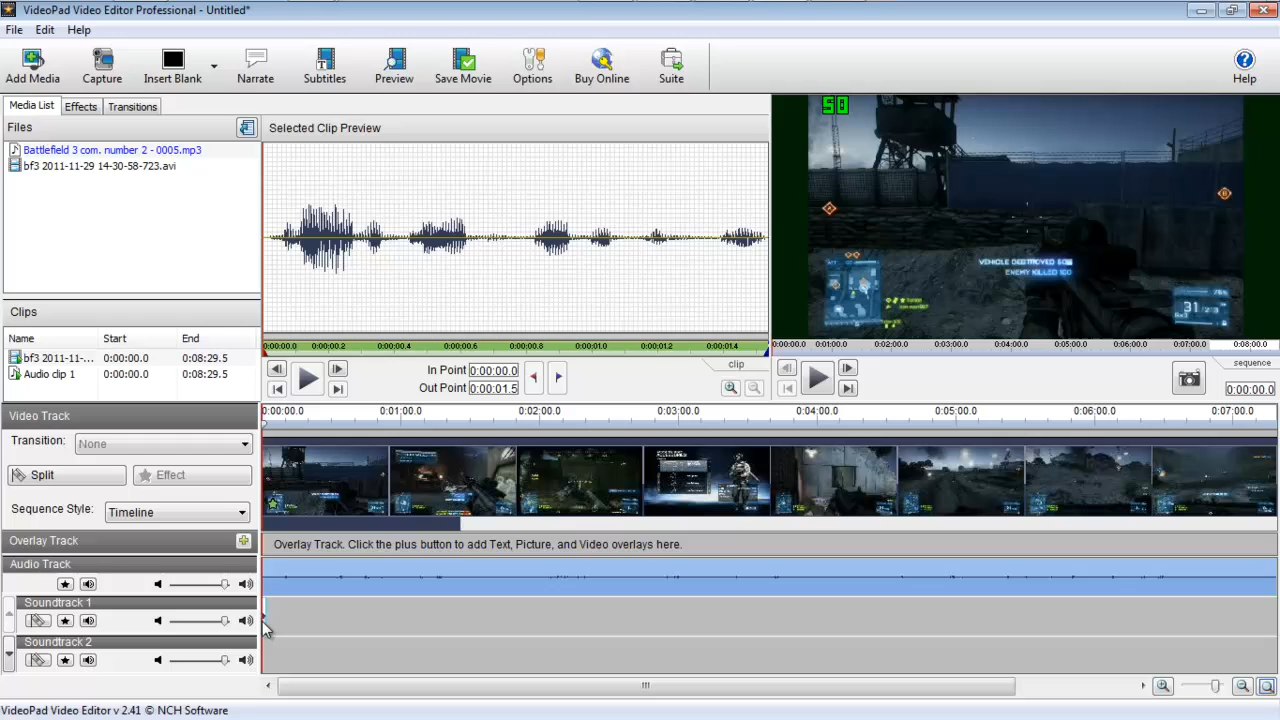 VideoPad Video Editor Professional - Untitled*
File Edit Help
Add Media Capture Insert Blank Narrate Subtitles Preview Save Movie Options Buy Online Suite Help
Media List Effects Transitions
Files
Battlefield 3 com. number 2 - 0005.mp3
bf3 2011-11-29 14-30-58-723.avi
Selected Clip Preview
50
VEHICLE DESTROYED
ENEMY KILLED 100
31
Clips
Name Start End
bf3 2011-11-... 0:00:00.0 0:08:29.5
Audio clip 1 0:00:00.0 0:08:29.5
0:00:00.0 0:00:00.2 0:00:00.4 0:00:00.6 0:00:00.8 0:00:01.0 0:00:01.2 0:00:014
In Point 0:00:00.0
Out Point 0:00:01.5
clip
0:00:00.0 0:01:00.0 0:02:00.0 0:03:00.0 0:04:00.0 0:05:00.0 0:06:00.0 0:07:00.0 0:08:00.0
sequence
0:00:00.0
Video Track
0:00:00.0 0:01:00.0 0:02:00.0 0:03:00.0 0:04:00.0 0:05:00.0 0:06:00.0 0:07:00.0
Transition: None
Split Effect
Sequence Style: Timeline
Overlay Track
Overlay Track. Click the plus button to add Text, Picture, and Video overlays here.
Audio Track
Soundtrack 1
Soundtrack 2
VideoPad Video Editor v 2.41 © NCH Software